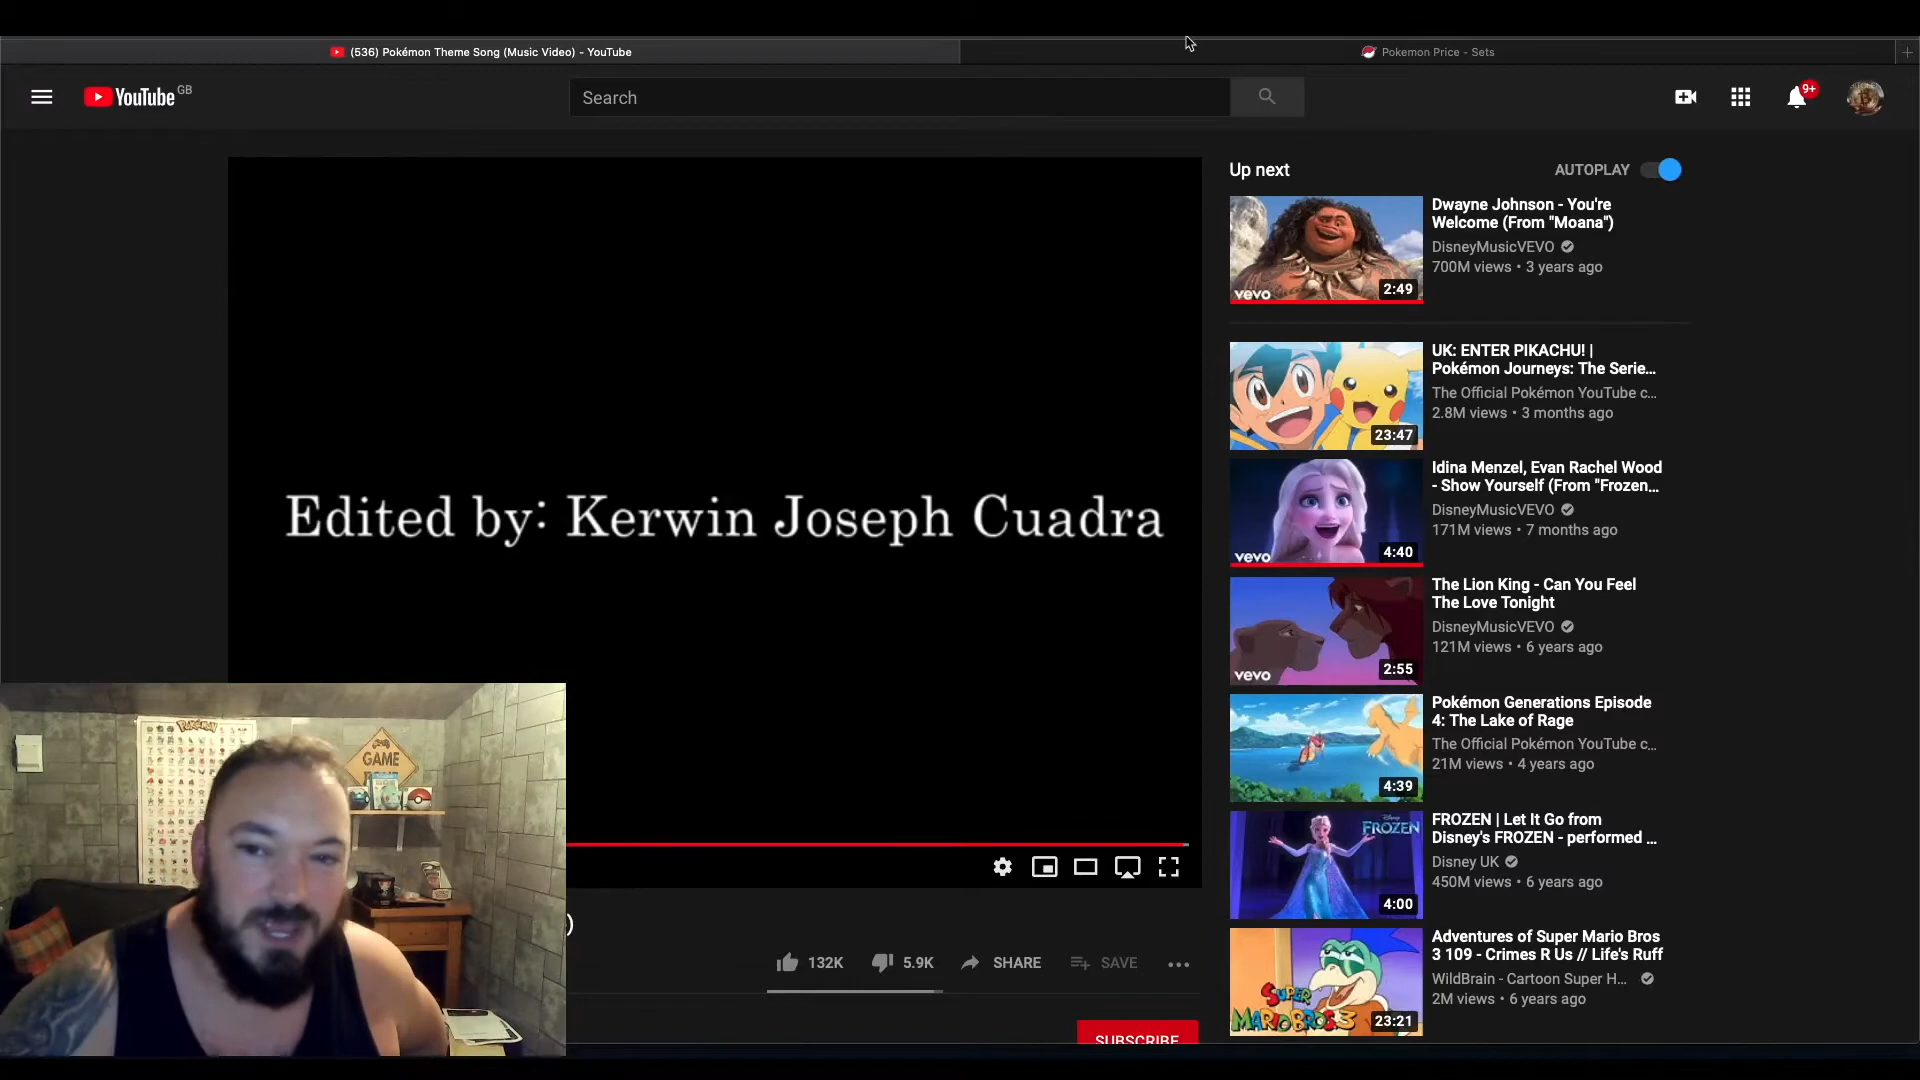 (536) Pokémon Theme Song (Music Video) - YouTube
Pokemon Price - Sets
YouTube GB
Search
9+
Edited by: Kerwin Joseph Cuadra
Up next
AUTOPLAY
Dwayne Johnson - You're
Welcome (From "Moana")
DisneyMusicVEVO
700M views • 3 years ago
vevo
2:49
UK: ENTER PIKACHU! |
Pokémon Journeys: The Serie...
The Official Pokémon YouTube c...
2.8M views • 3 months ago
23:47
Idina Menzel, Evan Rachel Wood
- Show Yourself (From "Frozen...
DisneyMusicVEVO
171M views • 7 months ago
vevo
4:40
The Lion King - Can You Feel
The Love Tonight
DisneyMusicVEVO
121M views • 6 years ago
vevo
2:55
Pokémon Generations Episode
4: The Lake of Rage
The Official Pokémon YouTube c...
21M views • 4 years ago
4:39
FROZEN | Let It Go from
Disney's FROZEN - performed ...
Disney UK
450M views • 6 years ago
FROZEN
4:00
Adventures of Super Mario Bros
3 109 - Crimes R Us // Life's Ruff
WildBrain - Cartoon Super H...
2M views • 6 years ago
SUPER
MARIO BROS 3
23:21
POKÉMON
GAME
)
132K
5.9K
SHARE
SAVE
SUBSCRIBE